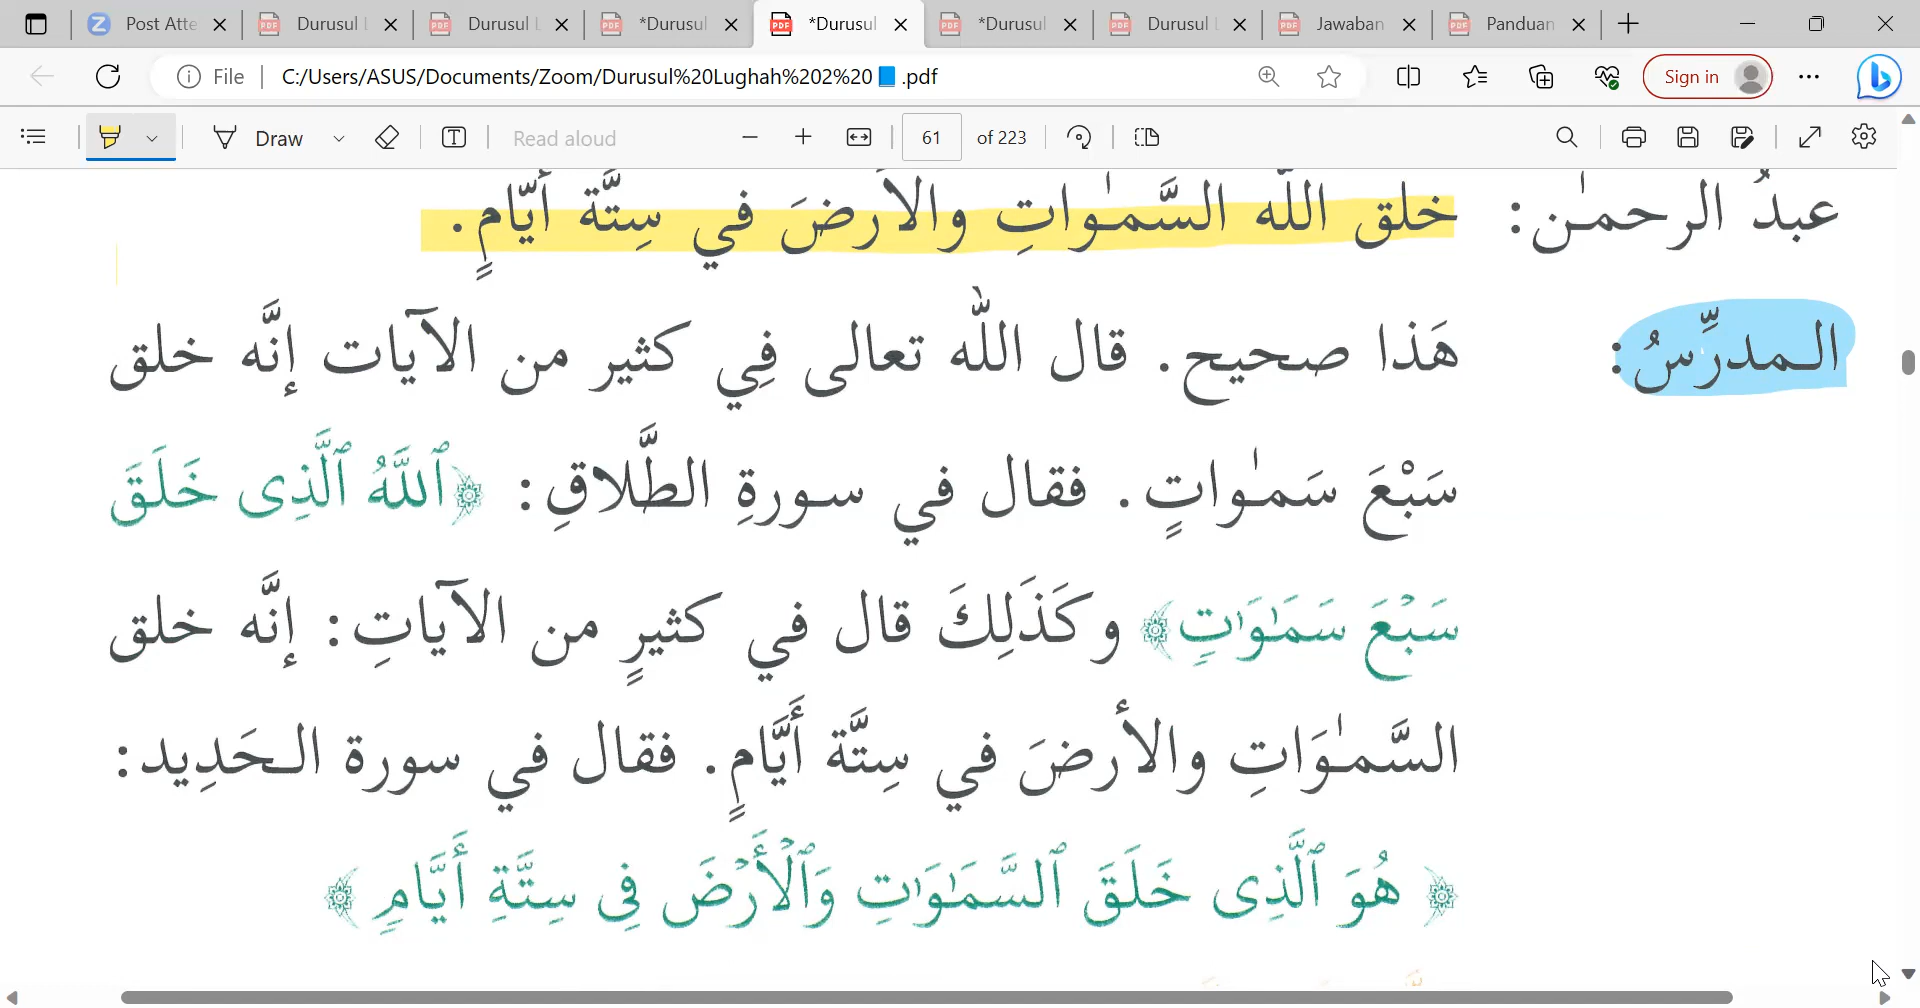 Post Atte
Durusul L
Durusul L
*Durusul
*Durusul
*Durusul
Durusul L
Jawaban
Panduan
File
C:/Users/ASUS/Documents/Zoom/Durusul%20Lughah%202%20📘.pdf
Sign in
Draw
Read aloud
61 of 223
عبدُ الرحمـٰن: خلق اللّه السَّمـٰواتِ والأرضَ في سِتَّة أيّامٍ.
المدرِّسُ: هَذا صحيح. قال اللّٰه تعالى فِي كثير من الآيات إنَّه خلق
سَبْعَ سَمـٰواتٍ. فقال في سورةِ الطَّلاقِ: ﴿ٱللَّهُ ٱلَّذِى خَلَقَ
سَبْعَ سَمَـٰوَٰتٍ﴾ وكَذَلِكَ قال في كثيرٍ من الآياتِ: إنَّه خلق
السَّمـٰوَاتِ والأرضَ في سِتَّة أَيَّامٍ. فقال في سورة الحَدِيد:
﴿هُوَ ٱلَّذِى خَلَقَ ٱلسَّمَـٰوَٰتِ وَٱلْأَرْضَ فِى سِتَّةِ أَيَّامٍ﴾